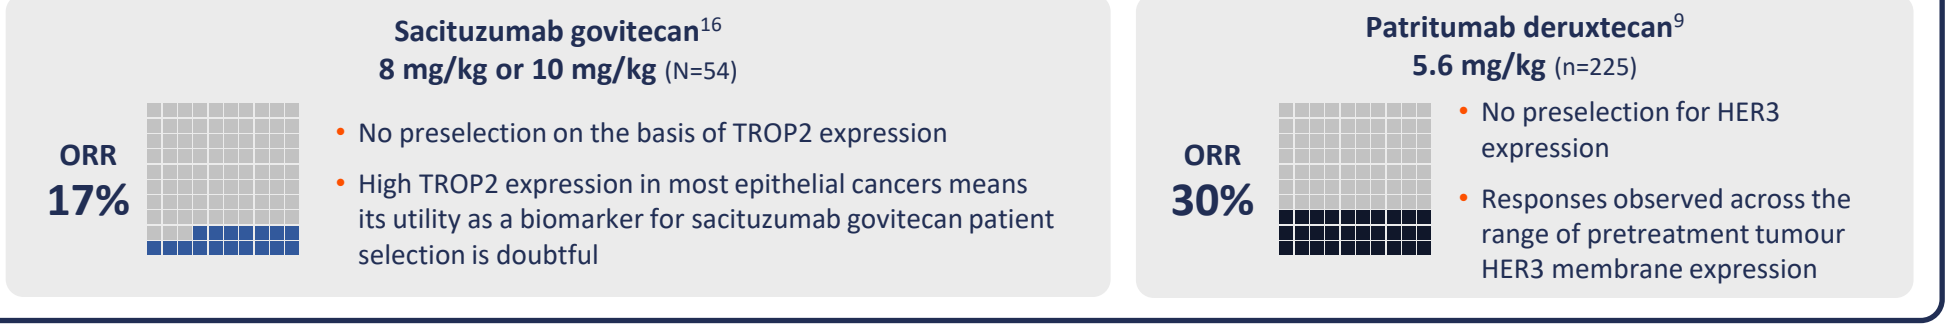 Sacituzumab govitecan16
8 mg/kg or 10 mg/kg (N=54)
ORR
17%
• No preselection on the basis of TROP2 expression
• High TROP2 expression in most epithelial cancers means
its utility as a biomarker for sacituzumab govitecan patient
selection is doubtful
Patritumab deruxtecan9
5.6 mg/kg (n=225)
ORR
30%
• No preselection for HER3
expression
• Responses observed across the
range of pretreatment tumour
HER3 membrane expression